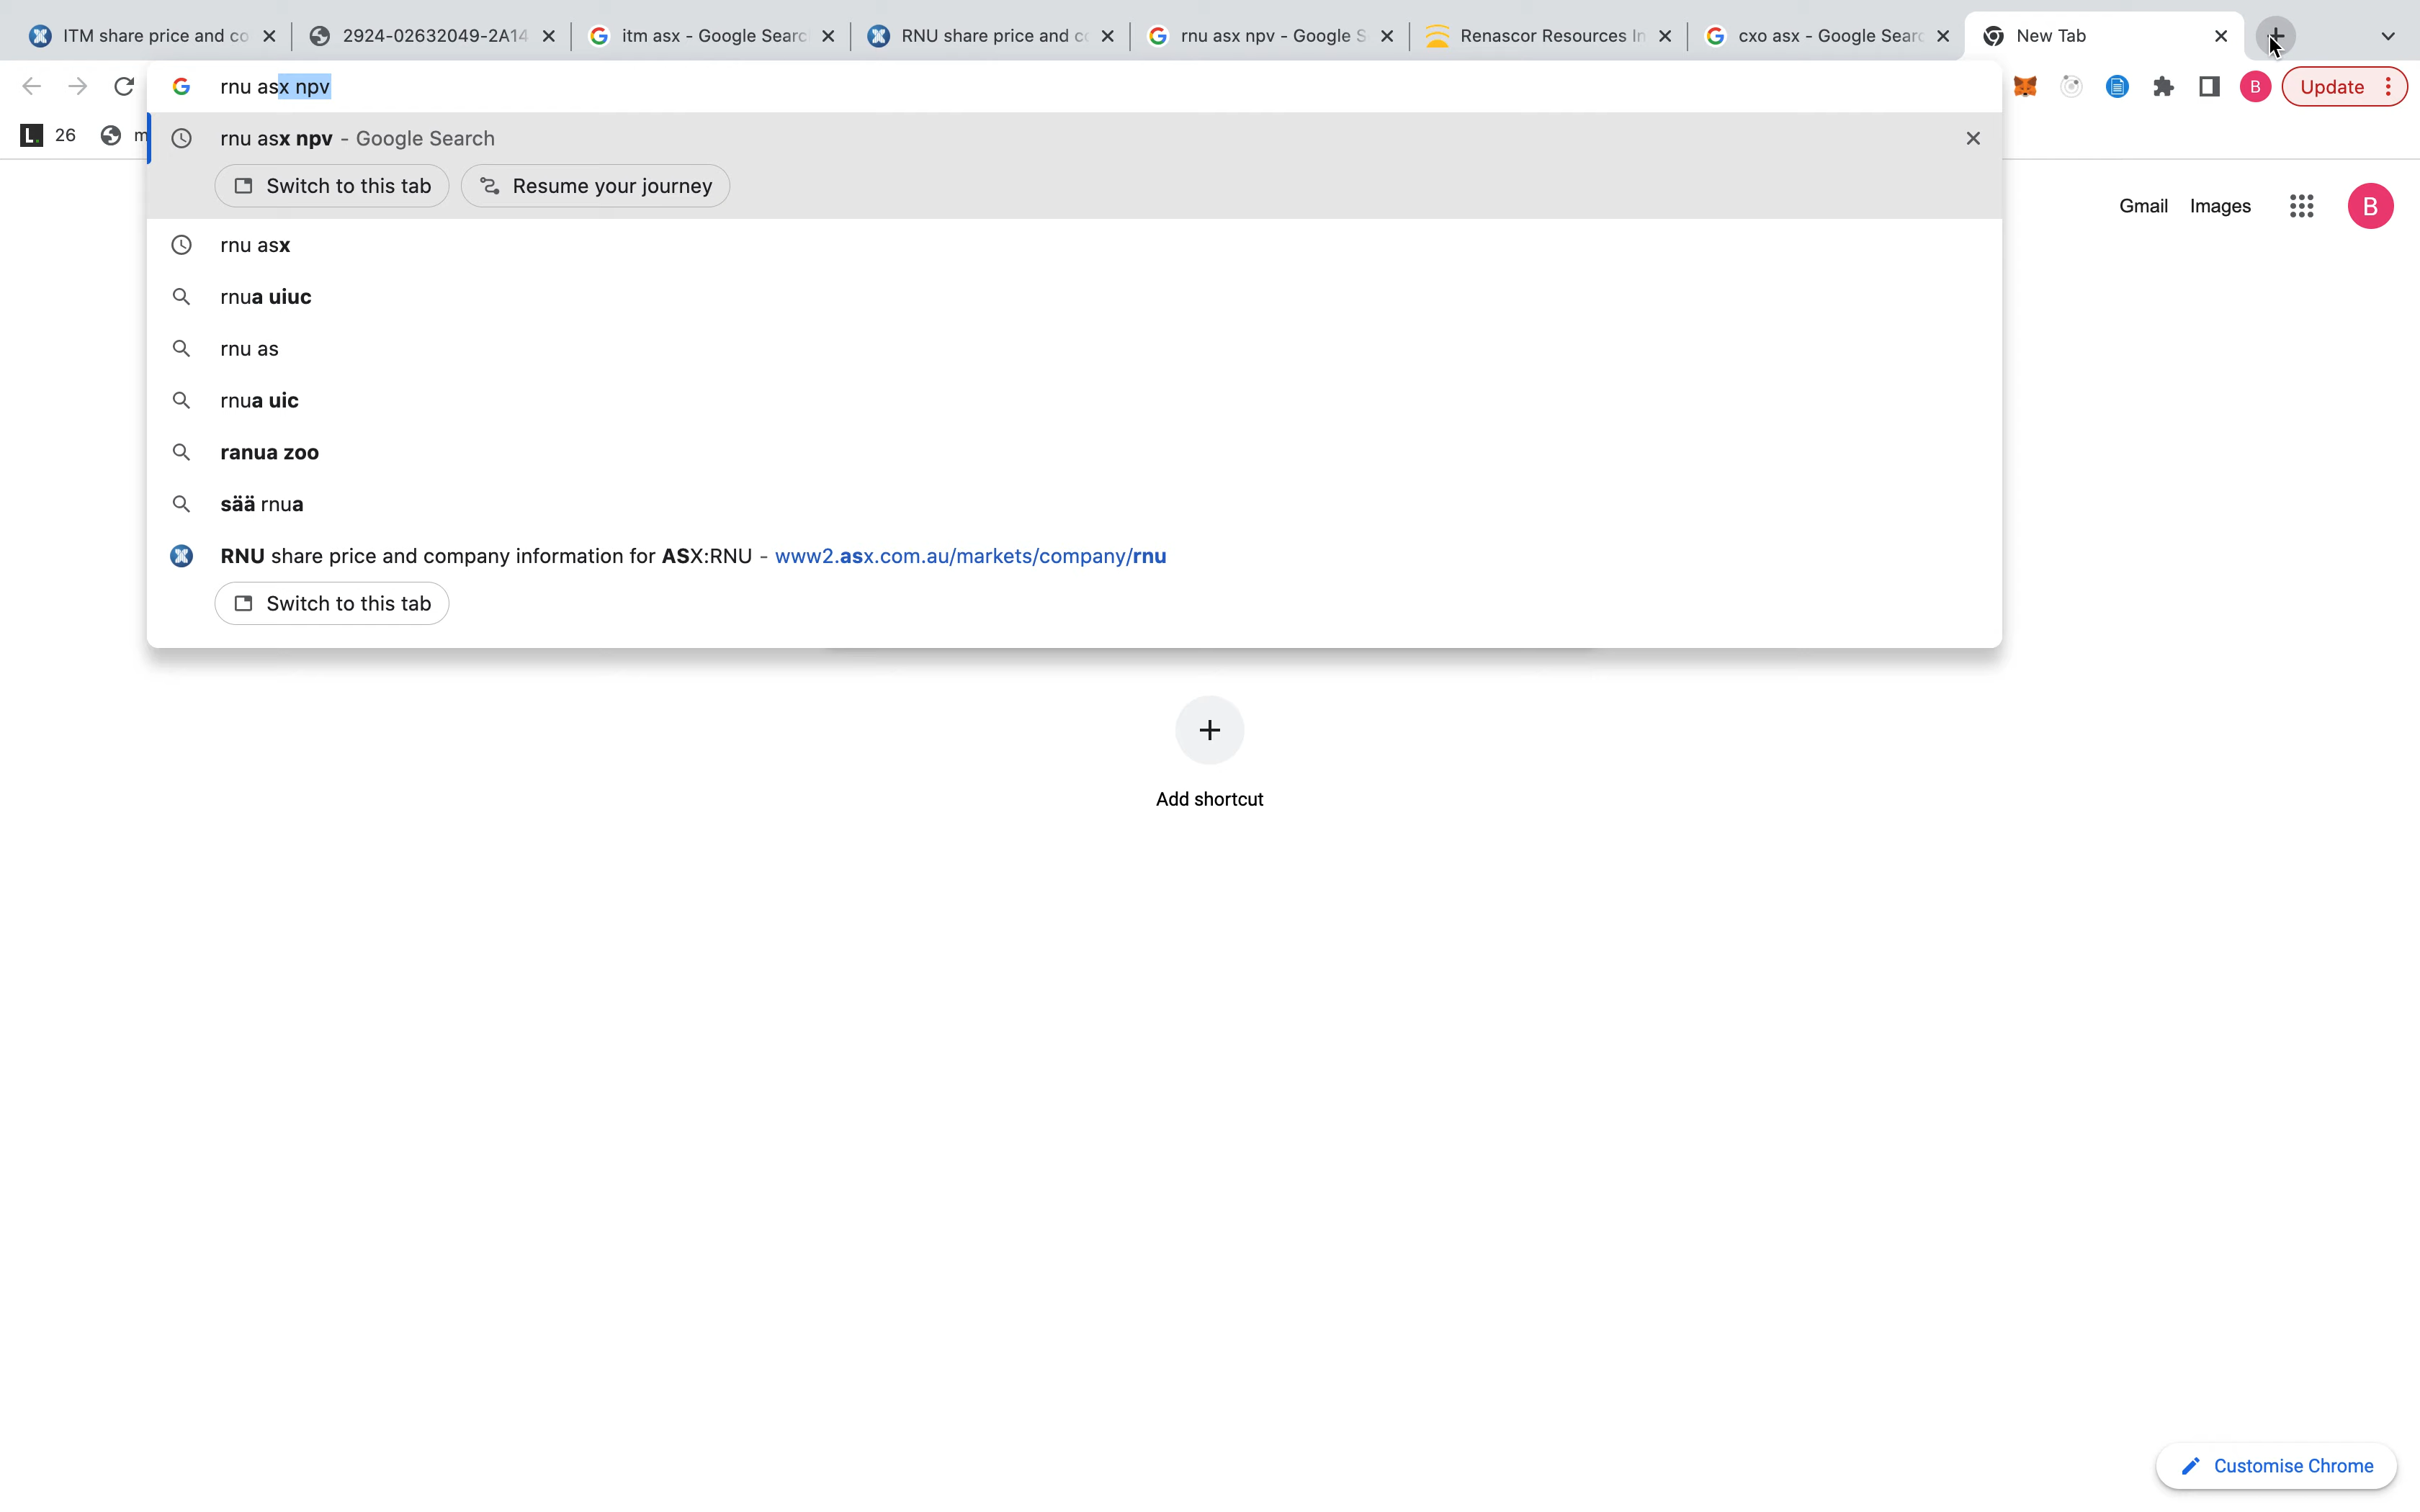 ITM share price and co
2924-02632049-2A14
itm asx - Google Searc
RNU share price and c
rnu asx npv - Google S
Renascor Resources In
cxo asx - Google Sear
New Tab
rnu asx npv
Update
B
L. 26
m
rnu asx npv - Google Search
Switch to this tab
Resume your journey
Gmail
Images
B
rnu asx
rnua uiuc
rnu as
rnua uic
ranua zoo
sää rnua
RNU share price and company information for ASX:RNU - www2.asx.com.au/markets/company/rnu
Switch to this tab
Add shortcut
Customise Chrome